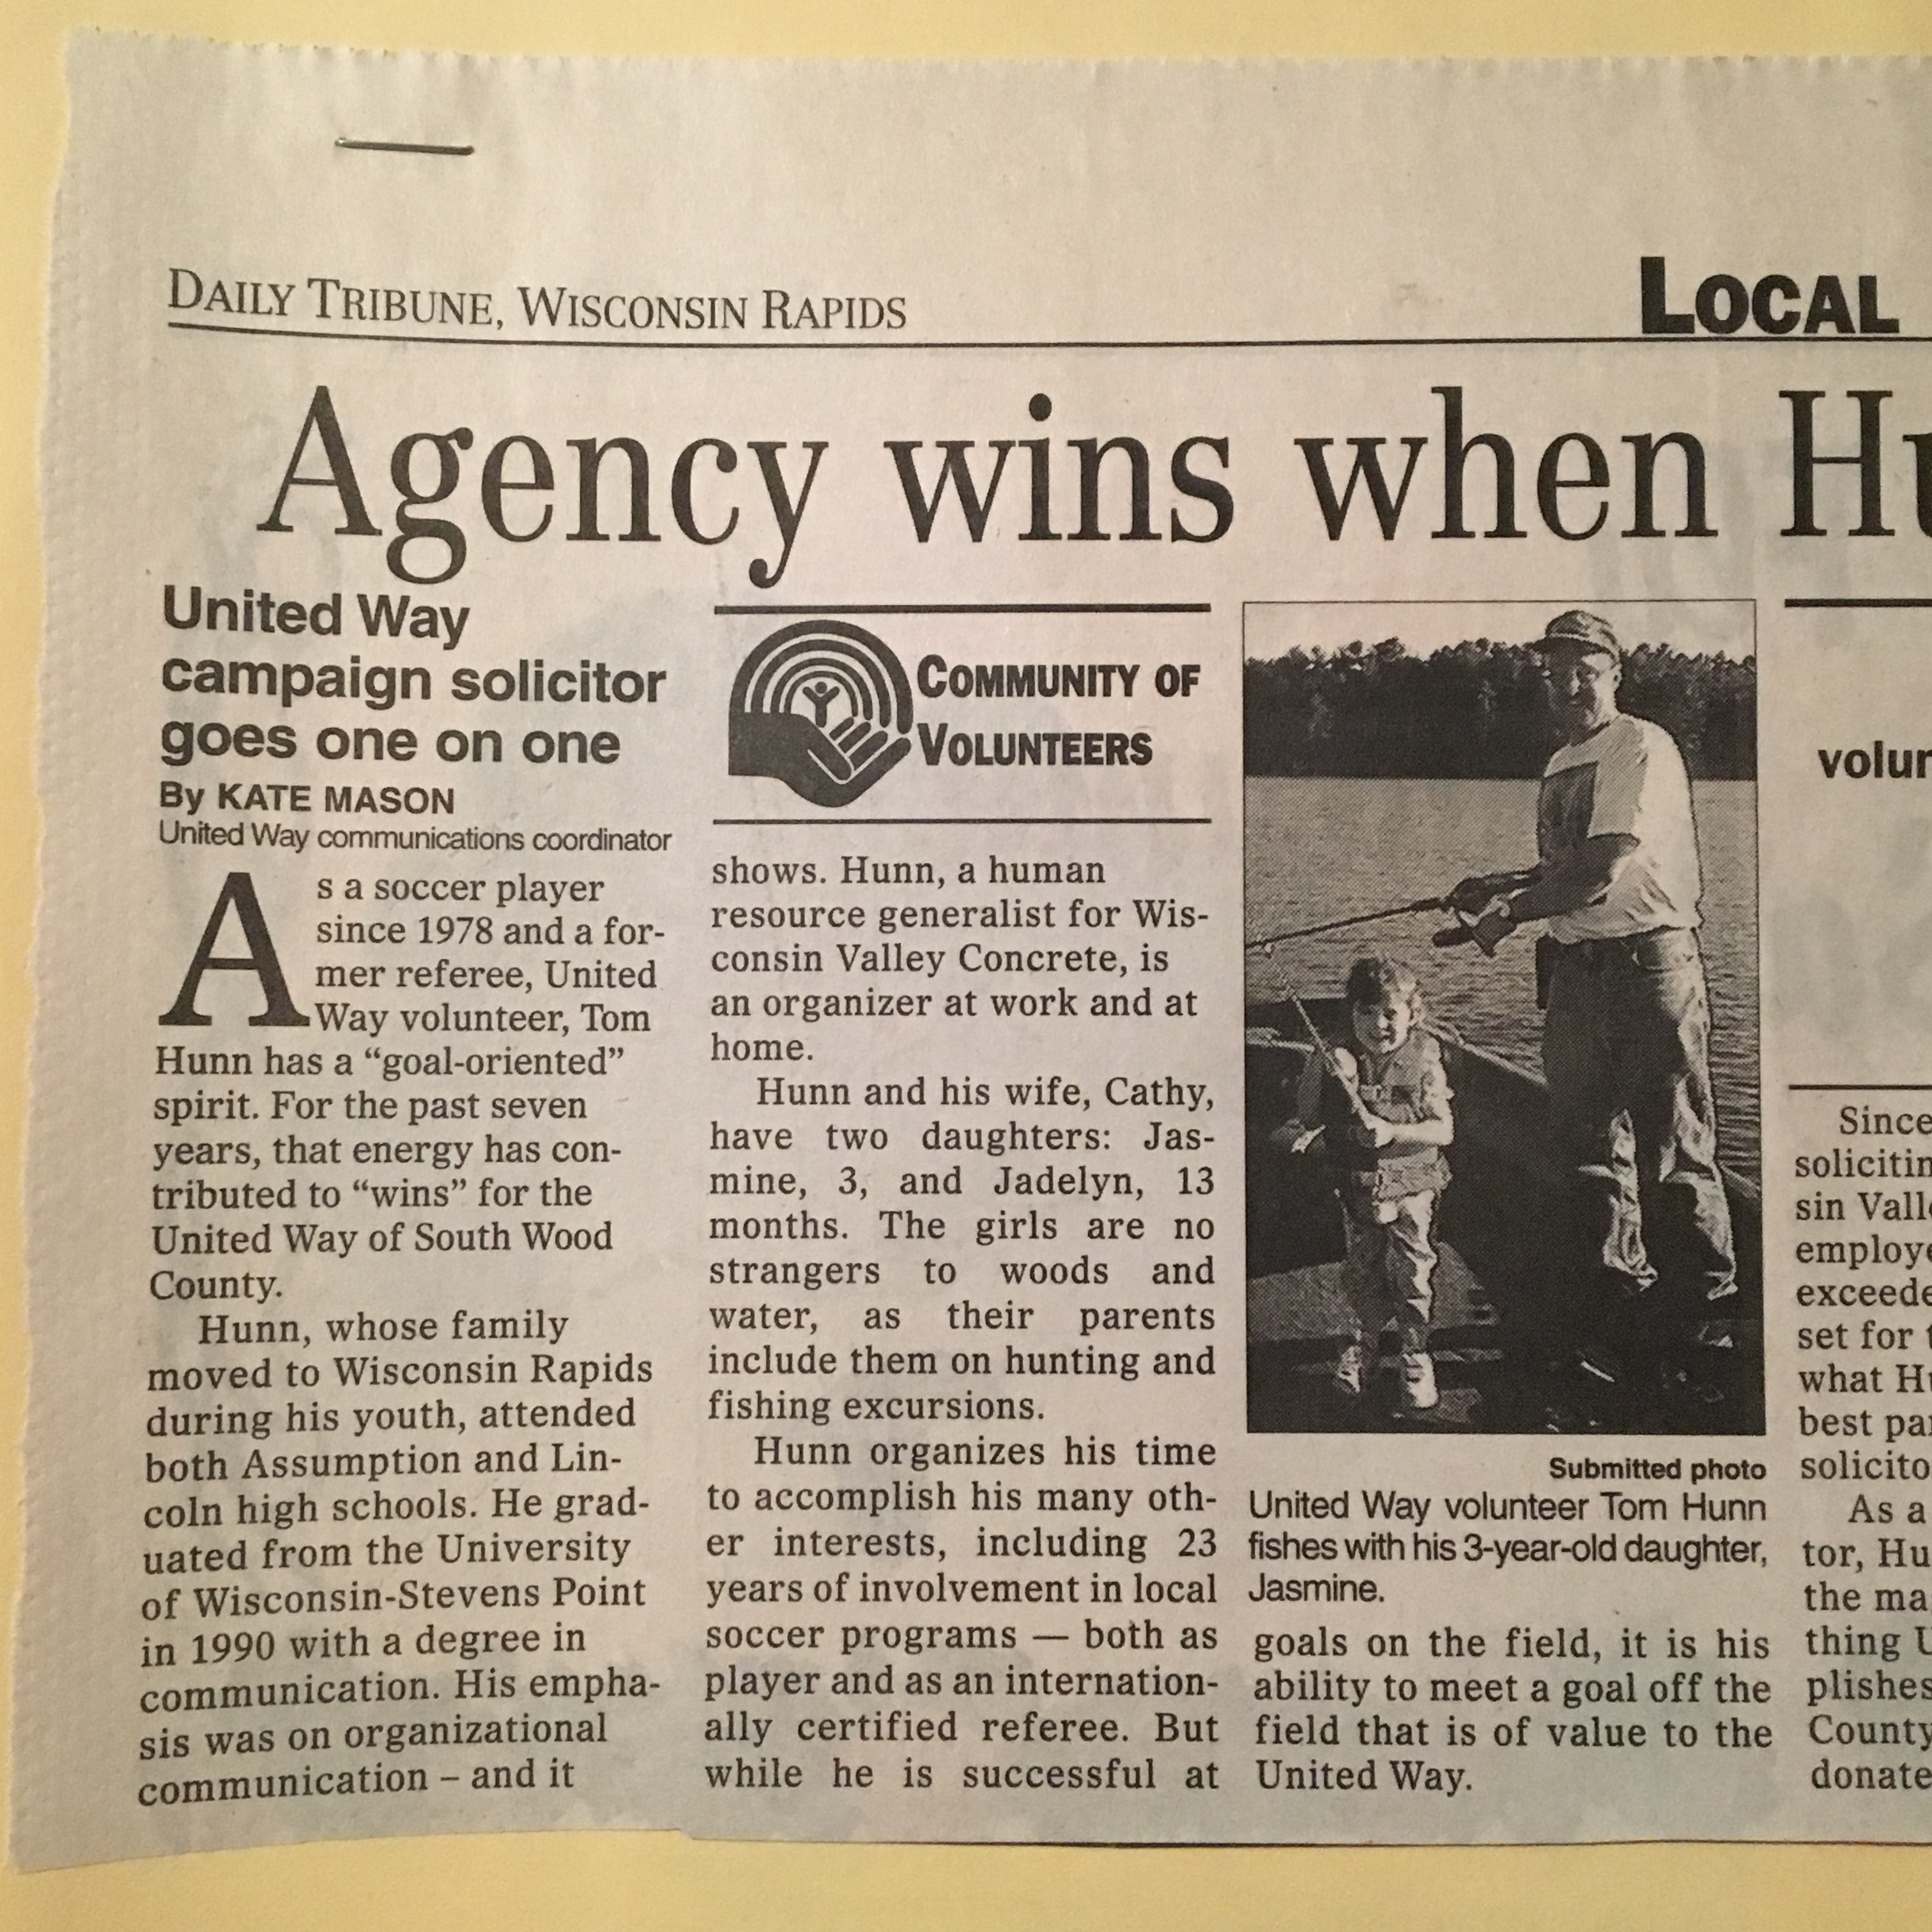 DAILY TRIBUNE, WISCONSIN RAPIDS
LOCAL
Agency wins when
United Way
campaign solicitor
goes one on one
By KATE MASON
United Way communications coordinator
As a soccer player
since 1978 and a for-
mer referee, United
Way volunteer, Tom
Hunn has a “goal-oriented”
spirit. For the past seven
years, that energy has con-
tributed to “wins” for the
United Way of South Wood
County.
Hunn, whose family
moved to Wisconsin Rapids
during his youth, attended
both Assumption and Lin-
coln high schools. He grad-
uated from the University
of Wisconsin-Stevens Point
in 1990 with a degree in
communication. His empha-
sis was on organizational
communication – and it
COMMUNITY OF
VOLUNTEERS
shows. Hunn, a human
resource generalist for Wis-
consin Valley Concrete, is
an organizer at work and at
home.
Hunn and his wife, Cathy,
have two daughters: Jas-
mine, 3, and Jadelyn, 13
months. The girls are no
strangers to woods and
water, as their parents
include them on hunting and
fishing excursions.
Hunn organizes his time
to accomplish his many oth-
er interests, including 23
years of involvement in local
soccer programs — both as
player and as an internation-
ally certified referee. But
while he is successful at
Submitted photo
United Way volunteer Tom Hunn
fishes with his 3-year-old daughter,
Jasmine.
goals on the field, it is his
ability to meet a goal off the
field that is of value to the
United Way.
Since
sin
set for
what
best
As a
the
thing